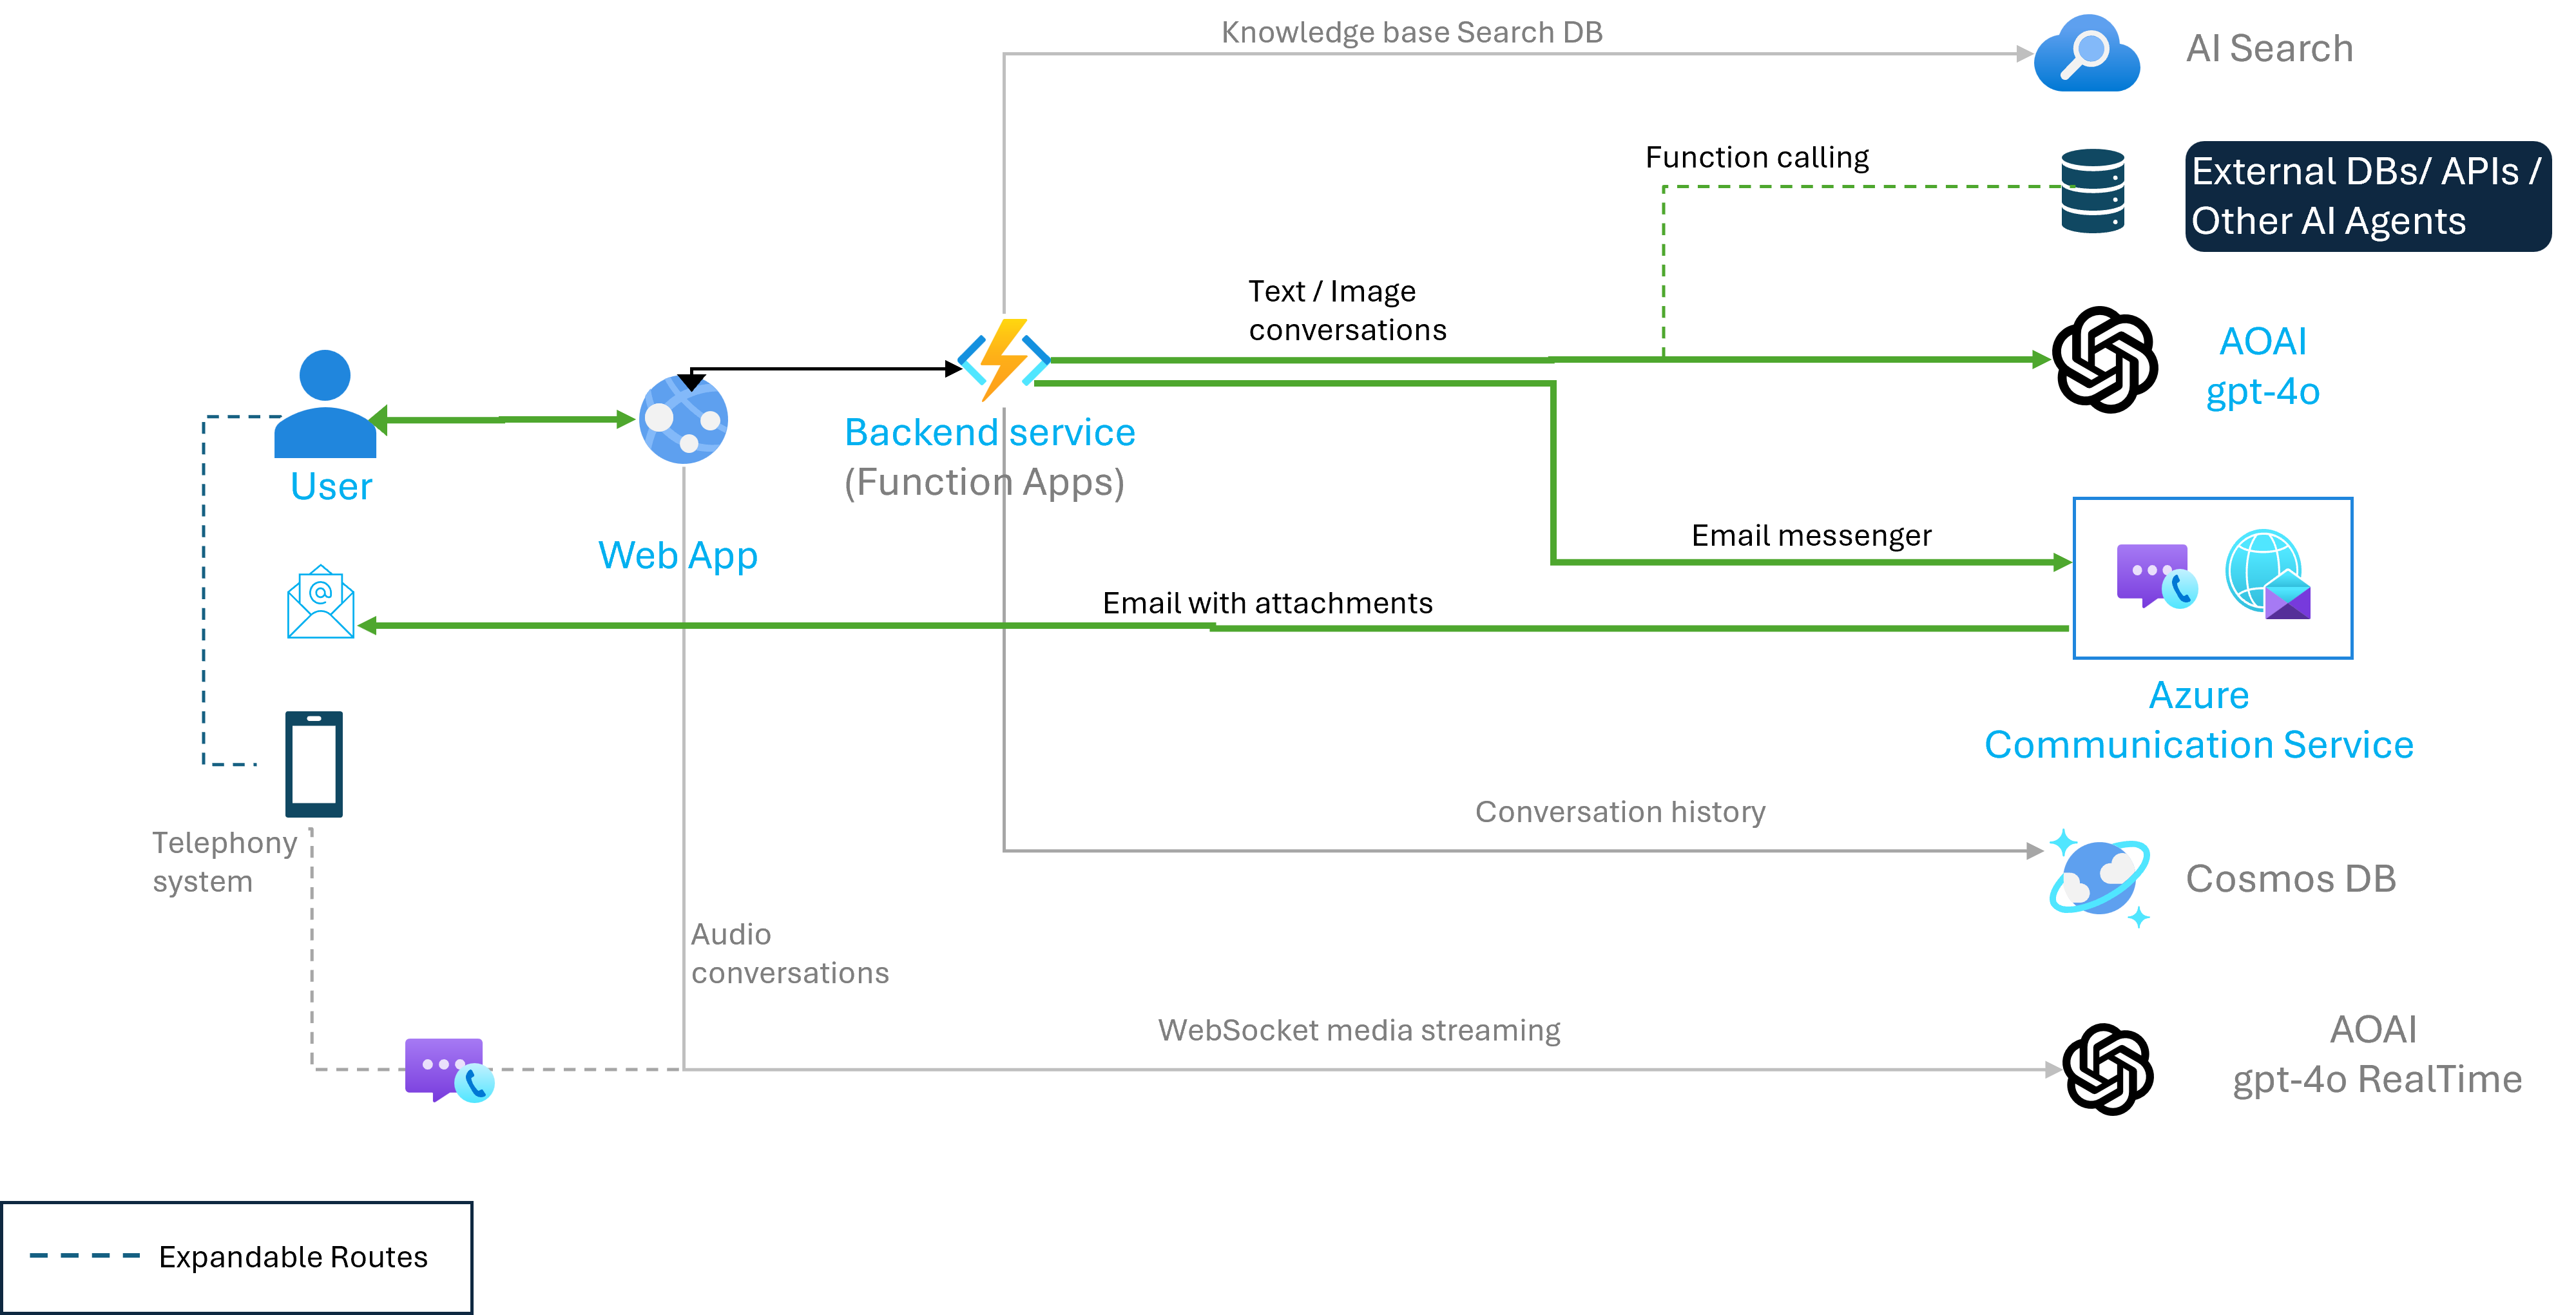 Knowledge base Search DB
AI Search
Function calling
External DBs/ APIs /
Other AI Agents
Text / Image
conversations
AOAI
gpt-4o
Backend service
(Function Apps)
User
Web App
Email messenger
Email with attachments
Azure
Communication Service
Conversation history
Telephony
system
Cosmos DB
Audio
conversations
WebSocket media streaming
AOAI
gpt-4o RealTime
Expandable Routes